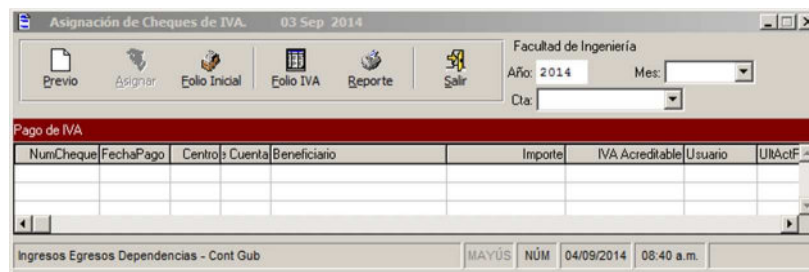 Asignación de Cheques de IVA. 03 Sep 2014
Facultad de Ingeniería
Previo Asignar Folio Inicial Folio IVA Reporte Salir
Año: 2014 Mes:
Cta:
Pago de IVA
NumCheque FechaPago Centro Cuenta Beneficiario Importe IVA Acreditable Usuario UltActF
Ingresos Egresos Dependencias - Cont Gub MAYÚS NÚM 04/09/2014 08:40 a.m.